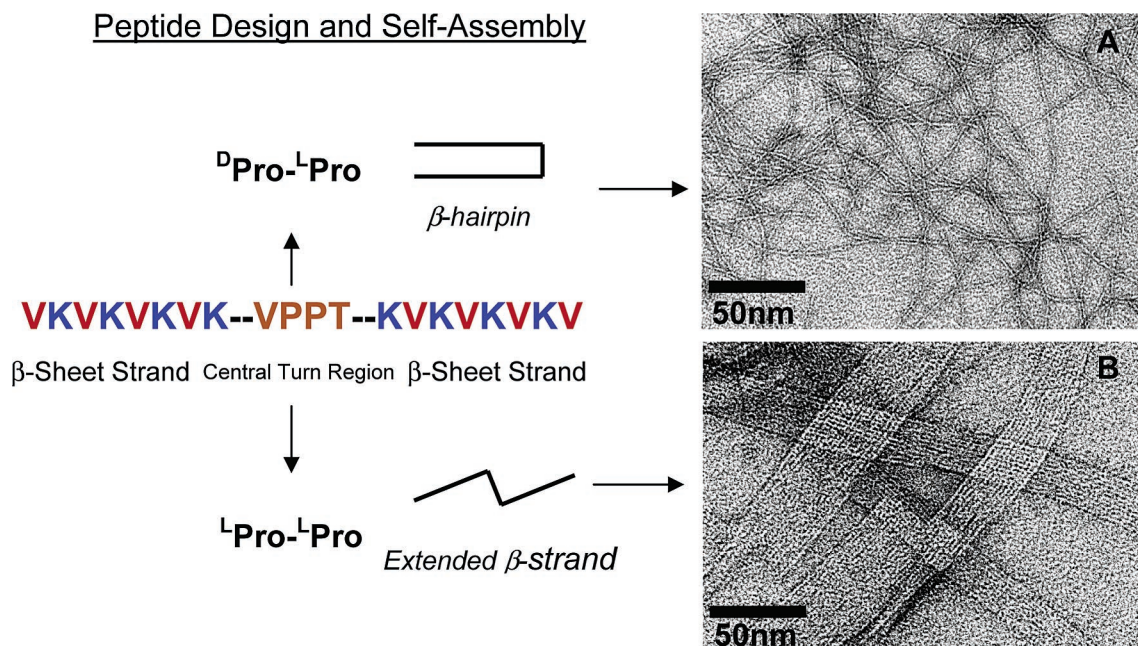 Peptide Design and Self-Assembly
A
ᴰPro-ᴸPro
β-hairpin
50nm
VKVKVKVK--VPPT--KVKVKVKV
β-Sheet Strand Central Turn Region β-Sheet Strand
B
ᴸPro-ᴸPro
Extended β-strand
50nm